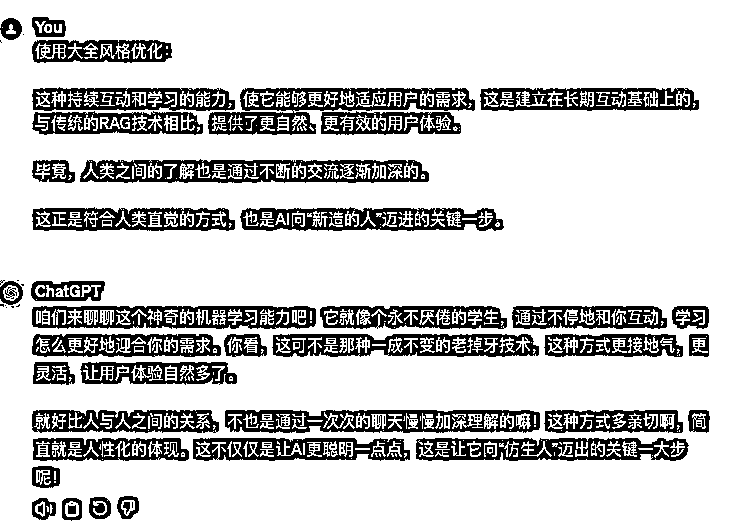 You
使用大全风格优化：
这种持续互动和学习的能力，使它能够更好地适应用户的需求，这是建立在长期互动基础上的，
与传统的RAG技术相比，提供了更自然、更有效的用户体验。
毕竟，人类之间的了解也是通过不断的交流逐渐加深的。
这正是符合人类直觉的方式，也是AI向“新造的人”迈进的关键一步。
ChatGPT
咱们来聊聊这个神奇的机器学习能力吧！它就像个永不厌倦的学生，通过不停地和你互动，学习
怎么更好地迎合你的需求。你看，这可不是那种一成不变的老掉牙技术，这种方式更接地气，更
灵活，让用户体验自然多了。
就好比人与人之间的关系，不也是通过一次次的聊天慢慢加深理解的嘛！这种方式多亲切啊，简
直就是人性化的体现。这不仅仅是让AI更聪明一点点，这是让它向“仿生人”迈出的关键一大步
呢！